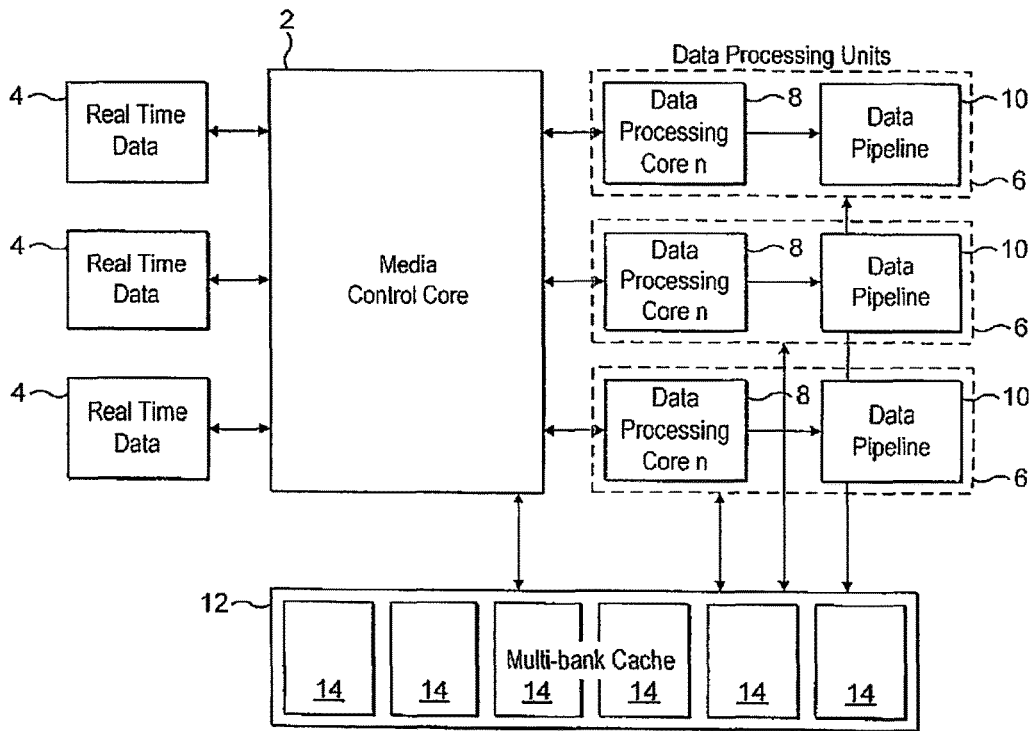 2
Data Processing Units
4
Real Time
Data
Data
Processing
Core n
8
Data
Pipeline
10
6
4
Real Time
Data
Media
Control Core
Data
Processing
Core n
8
Data
Pipeline
10
6
4
Real Time
Data
Data
Processing
Core n
8
Data
Pipeline
10
6
12
Multi-bank Cache
14
14
14
14
14
14